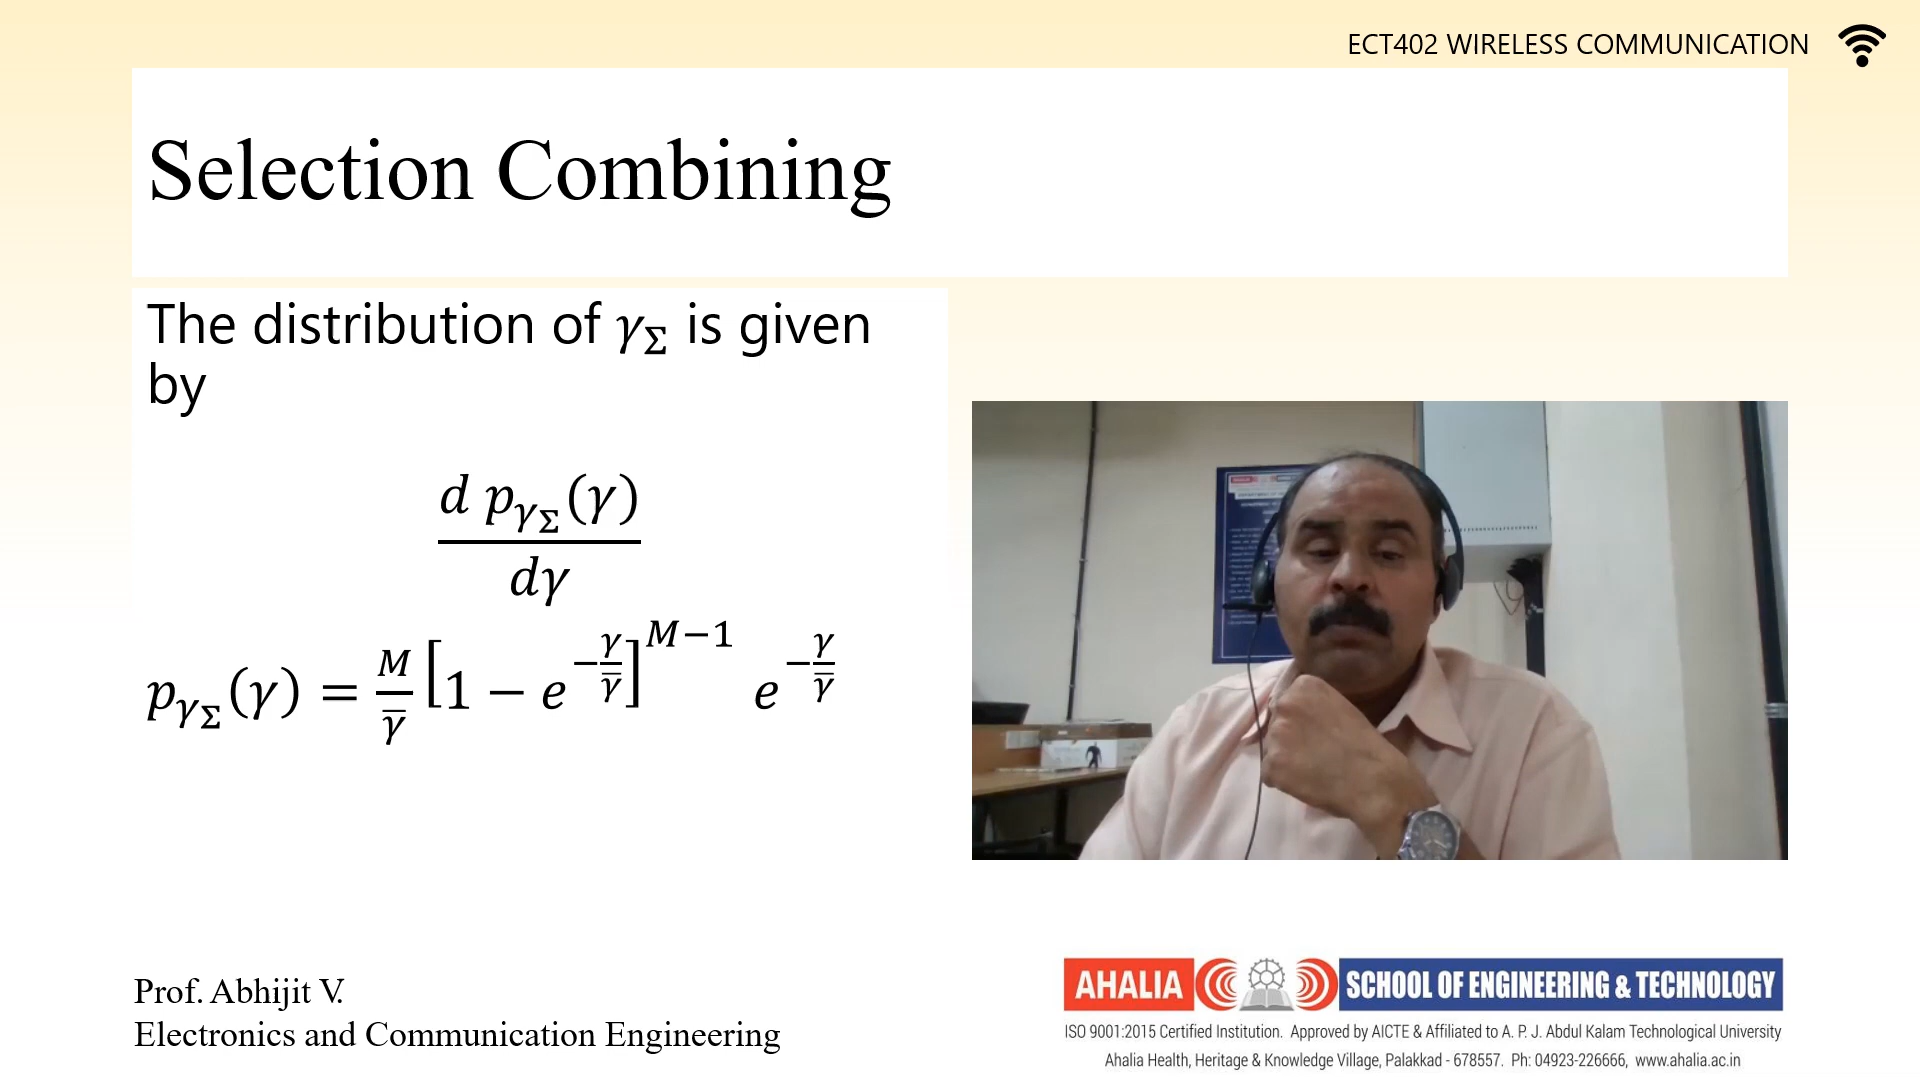 ECT402 WIRELESS COMMUNICATION
Selection Combining
The distribution of γ_Σ is given
by
d p_{γ_Σ}(γ)
dγ
p_{γ_Σ}(γ) = M/γ̅ [1 − e^{−γ/γ̅}]^{M−1} e^{−γ/γ̅}
Prof. Abhijit V.
Electronics and Communication Engineering
AHALIA SCHOOL OF ENGINEERING & TECHNOLOGY
ISO 9001:2015 Certified Institution. Approved by AICTE & Affiliated to A. P. J. Abdul Kalam Technological University
Ahalia Health, Heritage & Knowledge Village, Palakkad - 678557. Ph: 04923-226666, www.ahalia.ac.in